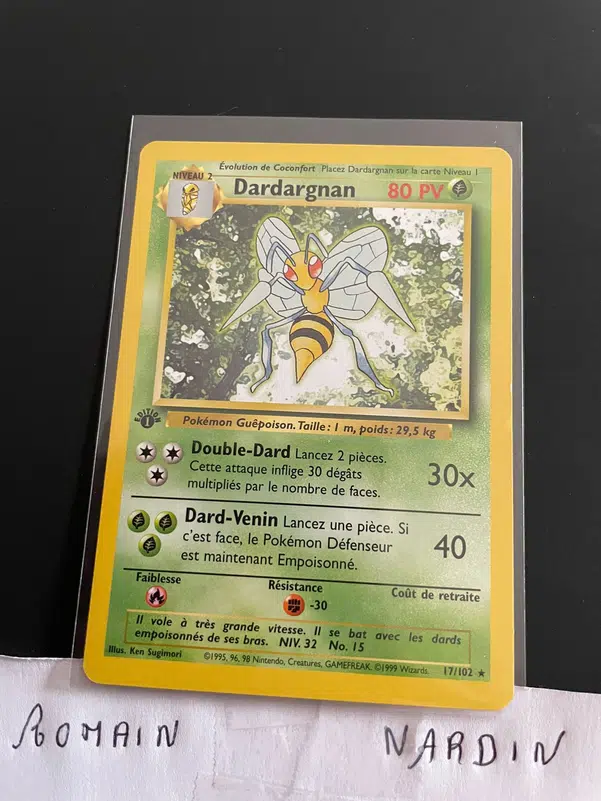 Évolution de Coconfort Placez Dardargnan sur la carte Niveau 1
NIVEAU 2
Dardargnan 80 PV
EDITION 1
Pokémon Guêpoison. Taille: 1 m, poids: 29,5 kg
Double-Dard Lancez 2 pièces.
Cette attaque inflige 30 dégâts
multipliés par le nombre de faces.
30x
Dard-Venin Lancez une pièce. Si
c'est face, le Pokémon Défenseur
est maintenant Empoisonné.
40
Faiblesse Résistance Coût de retraite
-30
Il vole à très grande vitesse. Il se bat avec les dards
empoisonnés de ses bras. NIV. 32 No. 15
Illus. Ken Sugimori ©1995, 96, 98 Nintendo, Creatures, GAMEFREAK. ©1999 Wizards. 17/102 ★
ROMAIN NARDIN